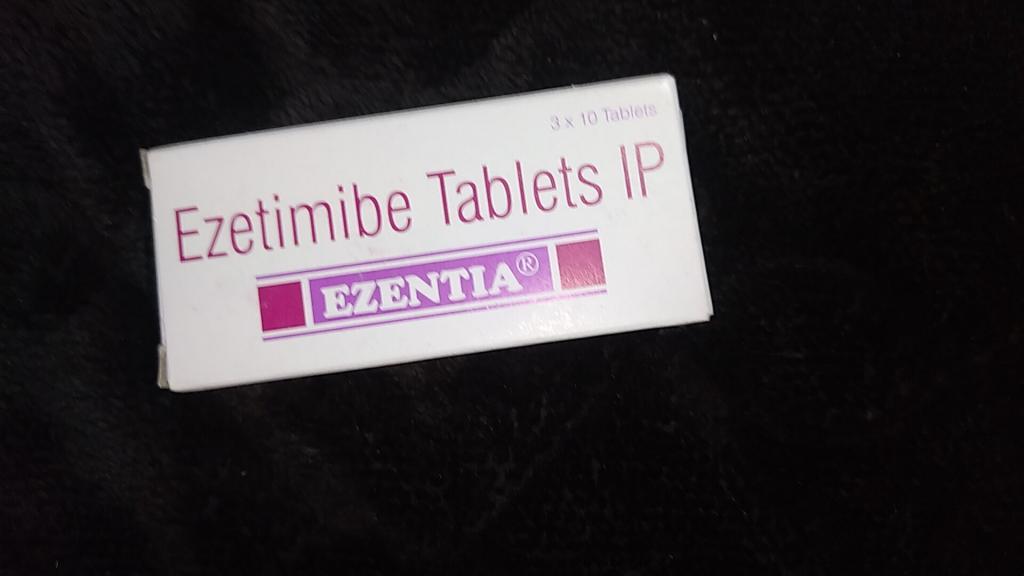 3 x 10 Tablets
Ezetimibe Tablets IP
EZENTIA®